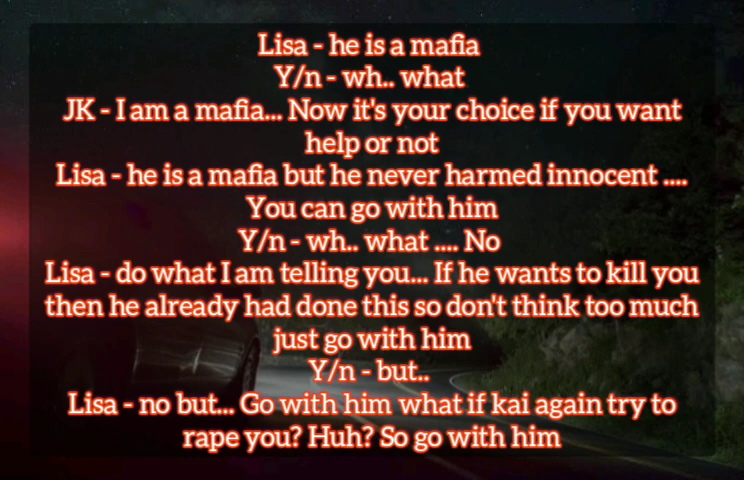 Lisa - he is a mafia
Y/n - wh.. what
JK - I am a mafia... Now it's your choice if you want
help or not
Lisa - he is a mafia but he never harmed innocent ....
You can go with him
Y/n - wh.. what .... No
Lisa - do what I am telling you... If he wants to kill you
then he already had done this so don't think too much
just go with him
Y/n - but..
Lisa - no but... Go with him what if kai again try to
rape you? Huh? So go with him